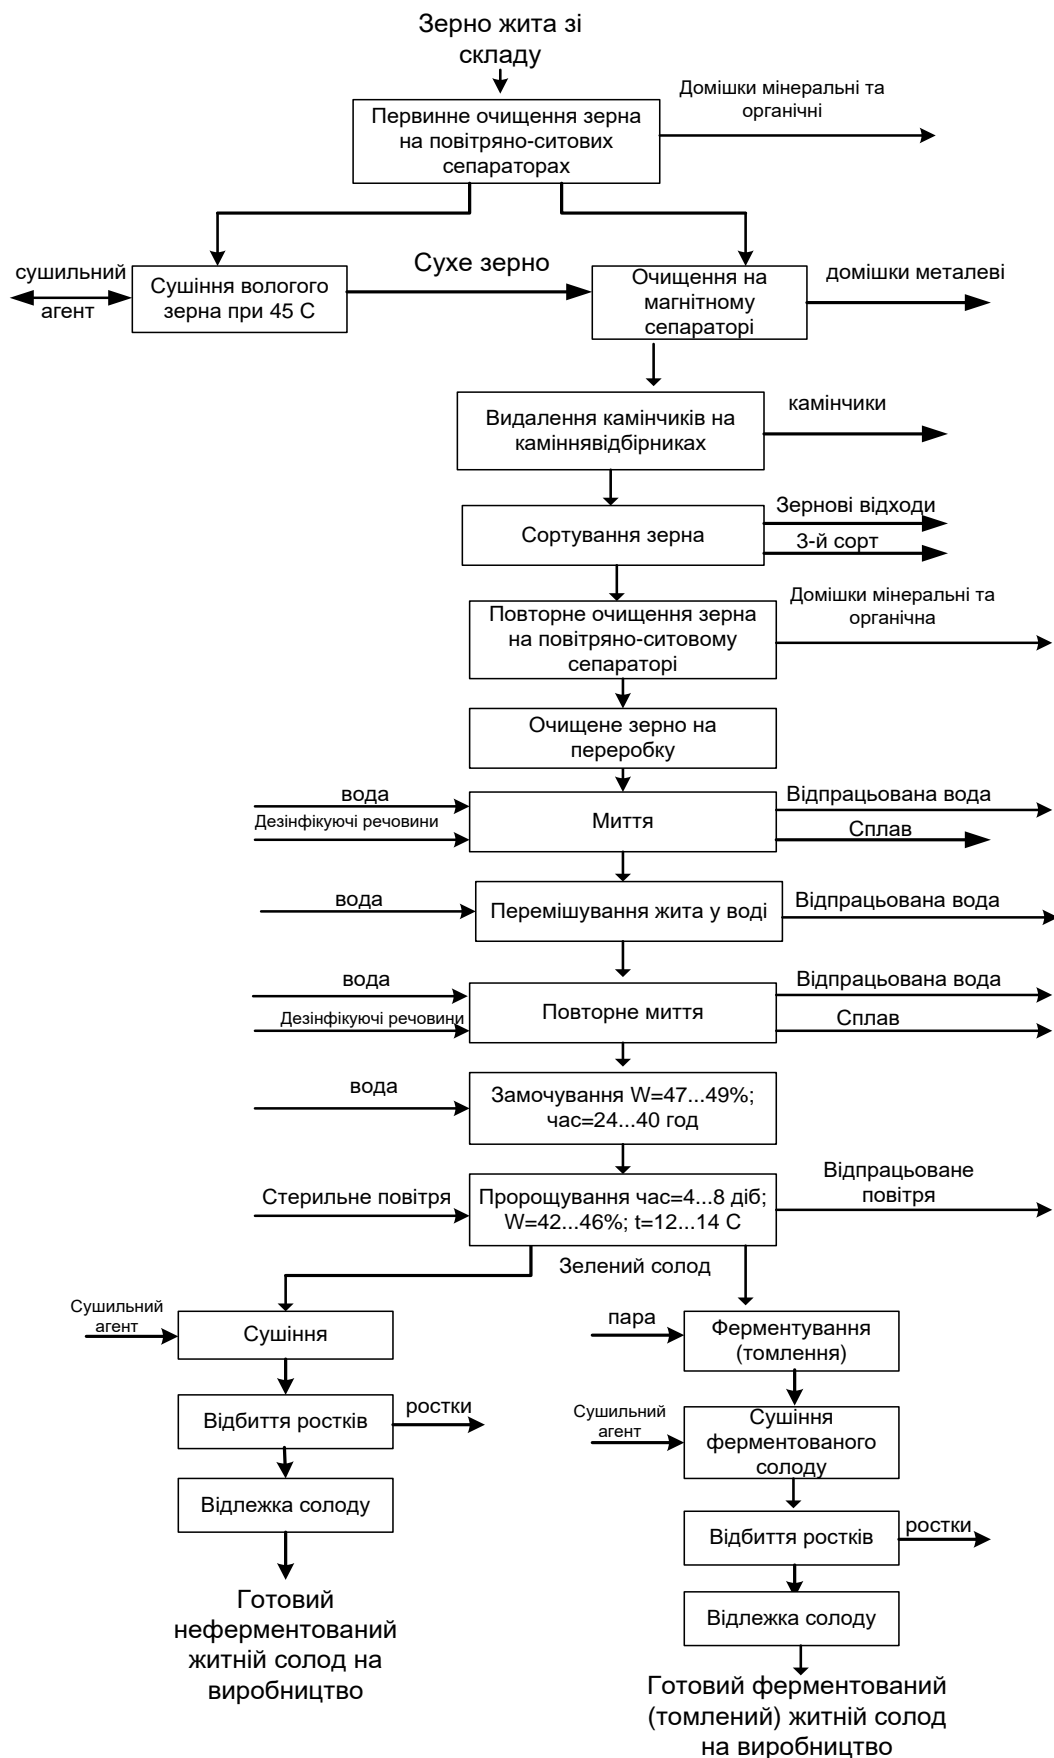 Зерно жита зі
складу
Домішки мінеральні та
органічні
Первинне очищення зерна
на повітряно-ситових
сепараторах
сушильний
агент
Сушіння вологого
зерна при 45 С
Сухе зерно
Очищення на
магнітному
сепараторі
домішки металеві
Видалення камінчиків на
каміннявідбірниках
камінчики
Сортування зерна
Зернові відходи
3-й сорт
Повторне очищення зерна
на повітряно-ситовому
сепараторі
Домішки мінеральні та
органічна
Очищене зерно на
переробку
вода
Дезінфікуючі речовини
Миття
Відпрацьована вода
Сплав
вода
Перемішування жита у воді
Відпрацьована вода
вода
Дезінфікуючі речовини
Повторне миття
Відпрацьована вода
Сплав
вода
Замочування W=47...49%;
час=24...40 год
Стерильне повітря
Пророщування час=4...8 діб;
W=42...46%; t=12...14 С
Відпрацьоване
повітря
Зелений солод
Сушильний
агент
Сушіння
пара
Ферментування
(томлення)
Відбиття ростків
ростки
Сушильний
агент
Сушіння
ферментованого
солоду
Відлежка солоду
Відбиття ростків
ростки
Готовий
неферментований
житній солод на
виробництво
Відлежка солоду
Готовий ферментований
(томлений) житній солод
на виробництво